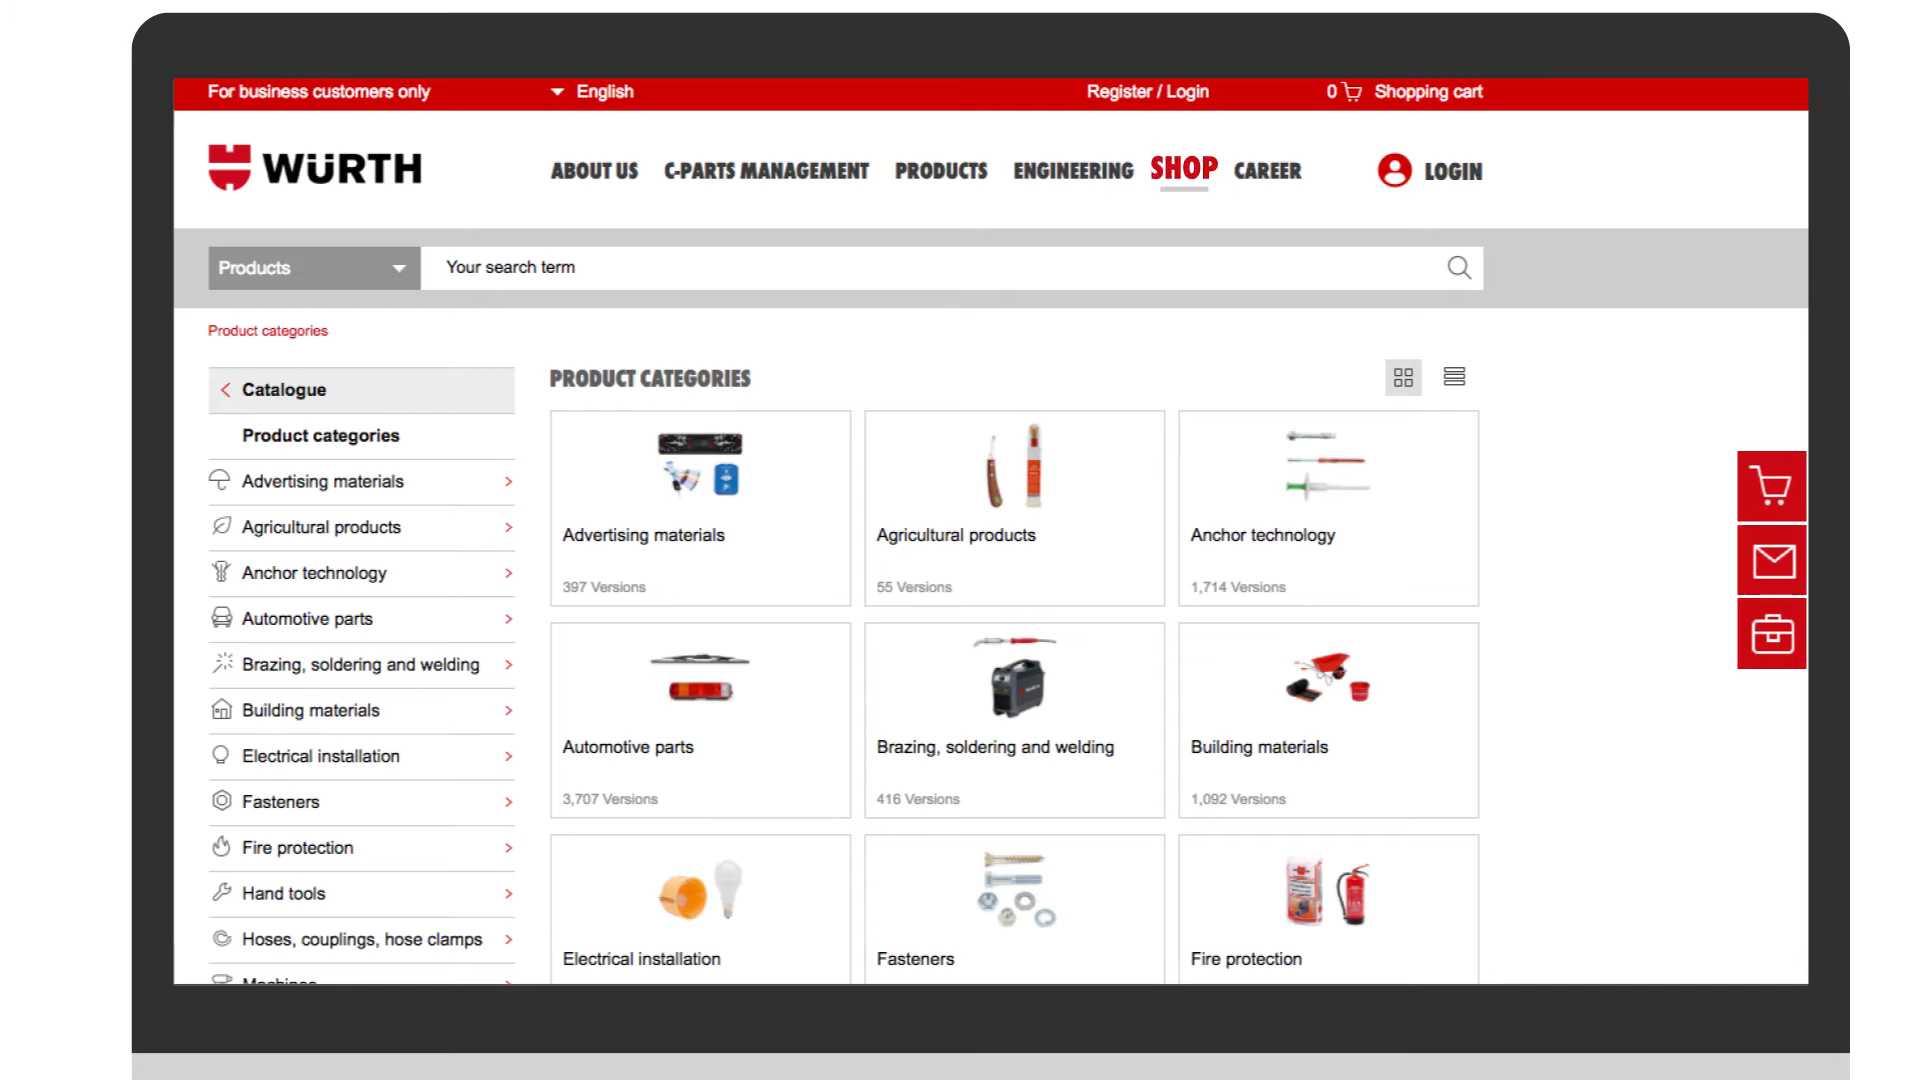 For business customers only
English
Register / Login
0 Shopping cart
WÜRTH
ABOUT US C-PARTS MANAGEMENT PRODUCTS ENGINEERING SHOP CAREER
LOGIN
Products
Your search term
Product categories
Catalogue
Product categories
Advertising materials
Agricultural products
Anchor technology
Automotive parts
Brazing, soldering and welding
Building materials
Electrical installation
Fasteners
Fire protection
Hand tools
Hoses, couplings, hose clamps
Machines
PRODUCT CATEGORIES
Advertising materials
397 Versions
Agricultural products
55 Versions
Anchor technology
1,714 Versions
Automotive parts
3,707 Versions
Brazing, soldering and welding
416 Versions
Building materials
1,092 Versions
Electrical installation
Fasteners
Fire protection